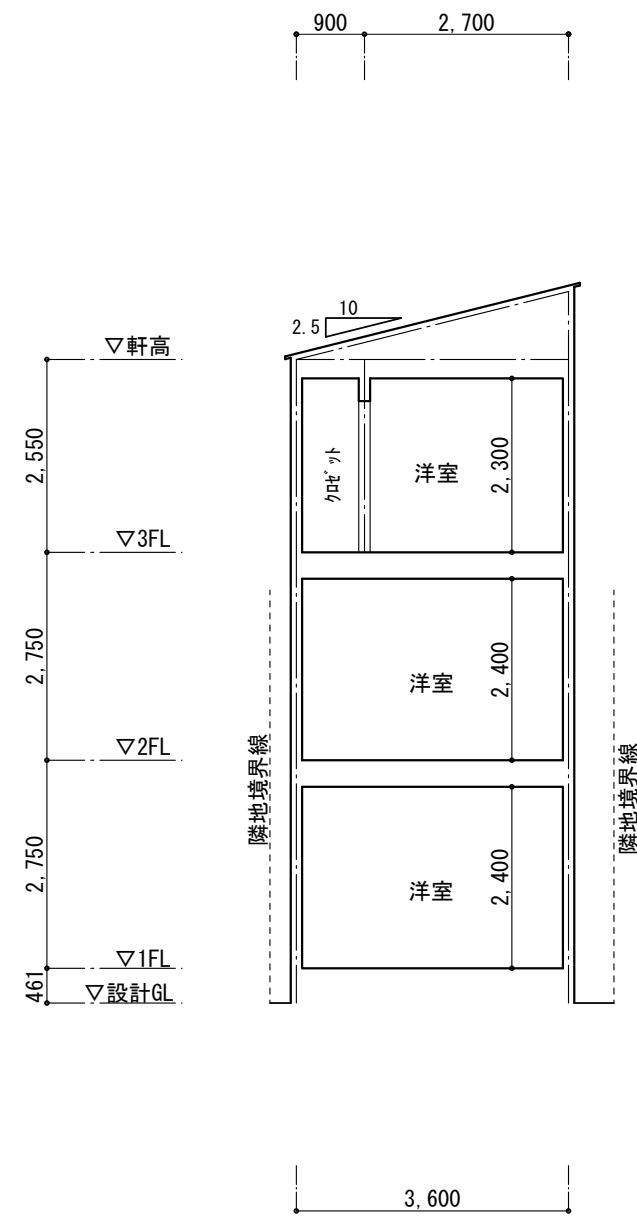 900
2,700
10
2.5
▽軒高
2,550
クロゼット
洋室
2,300
▽3FL
2,750
洋室
2,400
▽2FL
隣地境界線
隣地境界線
2,750
洋室
2,400
▽1FL
461
▽設計GL
3,600